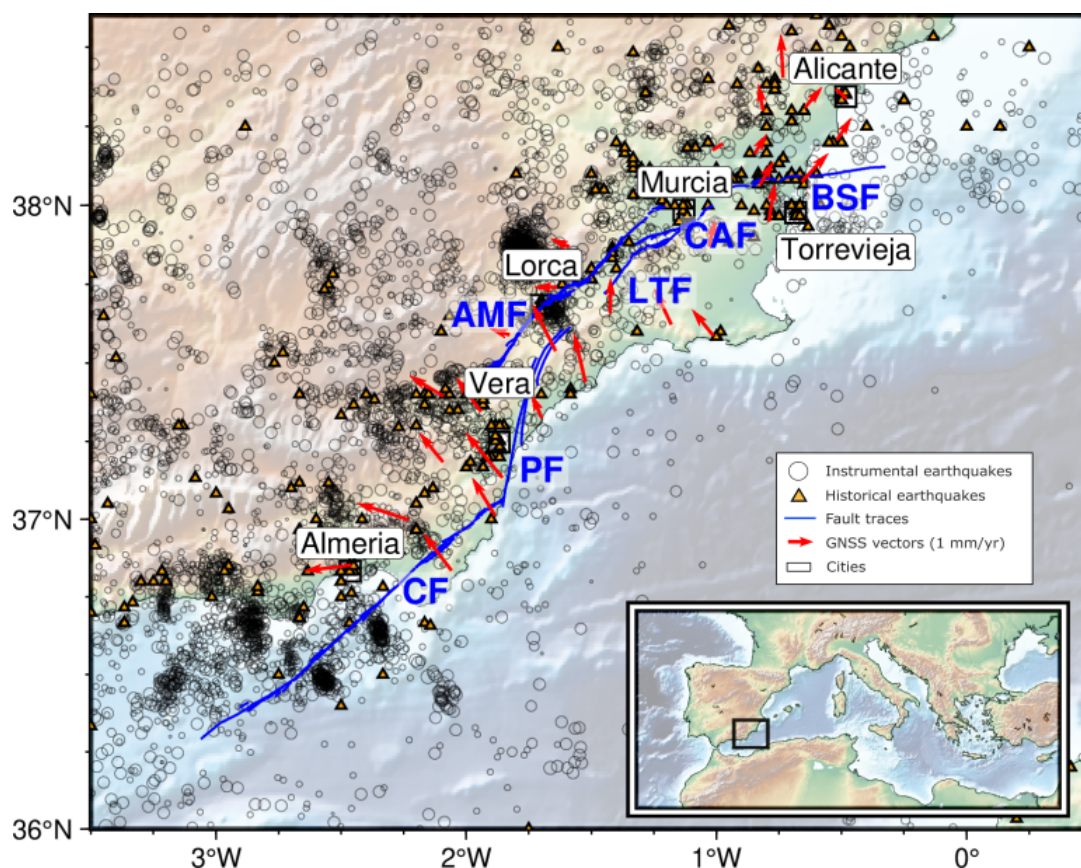 Alicante
38°N
Murcia
BSF
CAF
Torrevieja
Lorca
LTF
AMF
Vera
PF
Instrumental earthquakes
Historical earthquakes
Fault traces
GNSS vectors (1 mm/yr)
Cities
37°N
Almeria
CF
36°N
3°W
2°W
1°W
0°